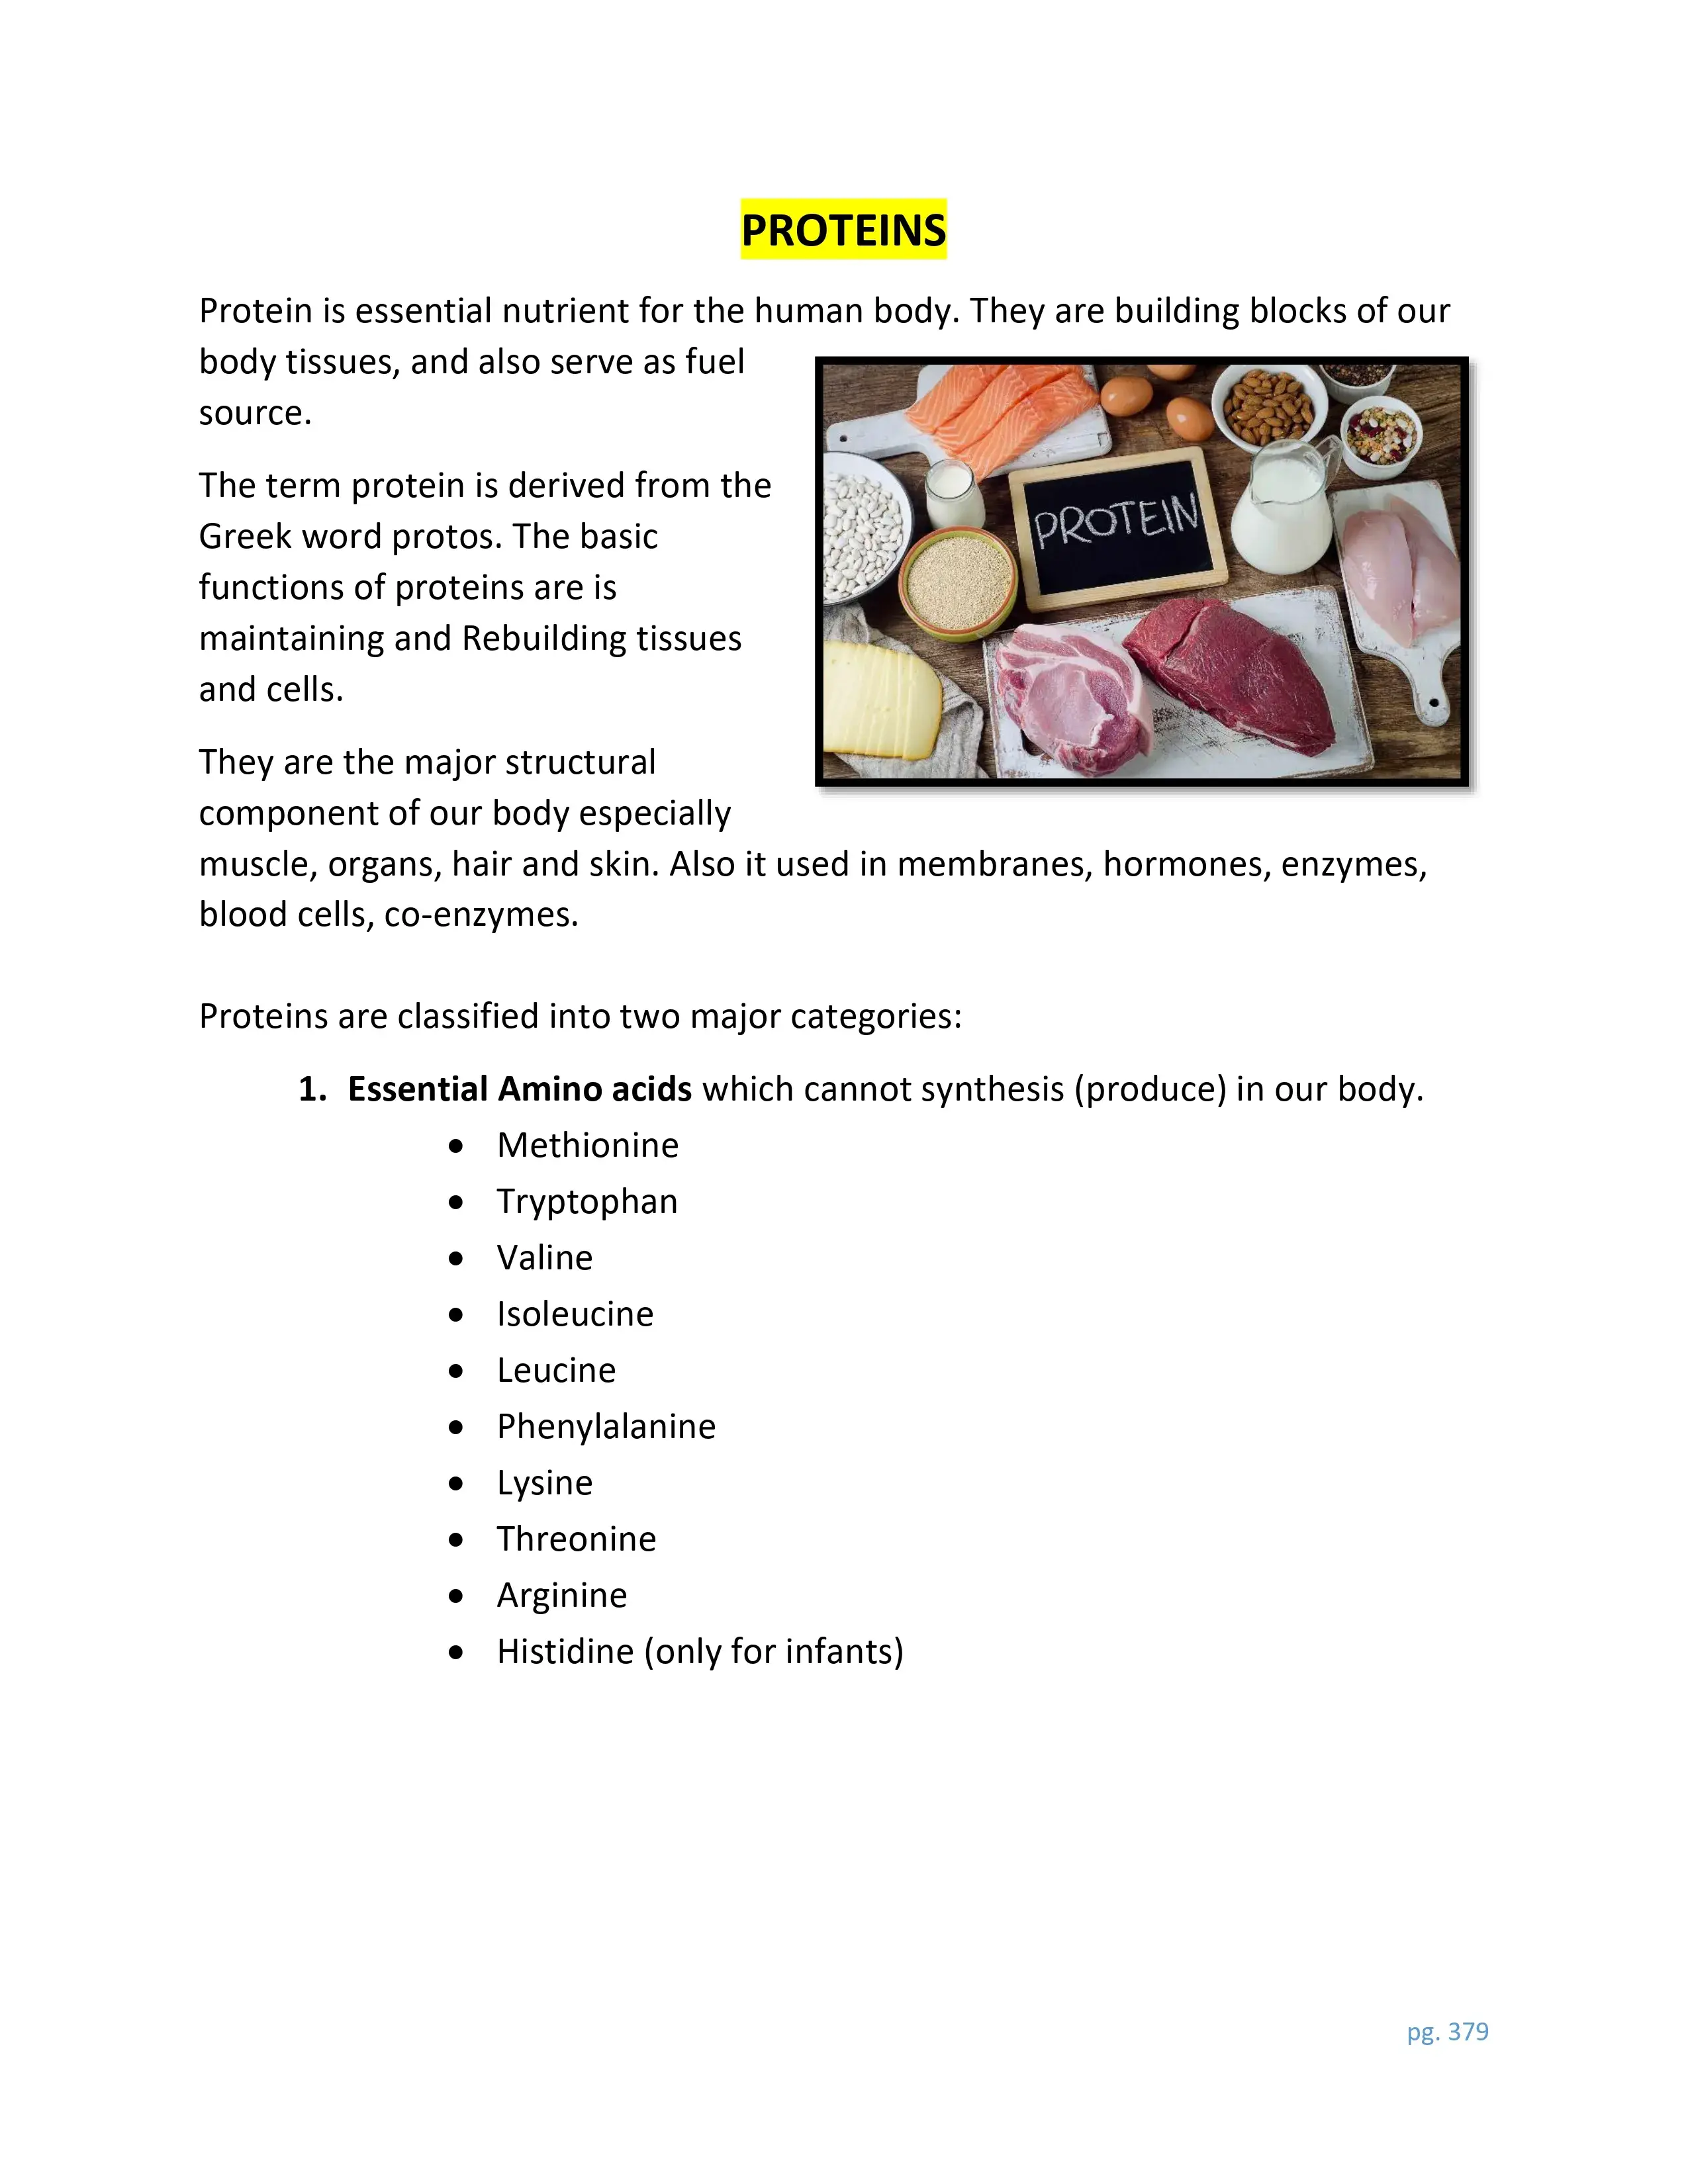 PROTEINS
Protein is essential nutrient for the human body. They are building blocks of our
body tissues, and also serve as fuel
source.
PROTEIN
The term protein is derived from the
Greek word protos. The basic
functions of proteins are is
maintaining and Rebuilding tissues
and cells.
They are the major structural
component of our body especially
muscle, organs, hair and skin. Also it used in membranes, hormones, enzymes,
blood cells, co-enzymes.
Proteins are classified into two major categories:
1. Essential Amino acids which cannot synthesis (produce) in our body.
• Methionine
• Tryptophan
• Valine
• Isoleucine
• Leucine
• Phenylalanine
• Lysine
• Threonine
• Arginine
• Histidine (only for infants)
pg. 379